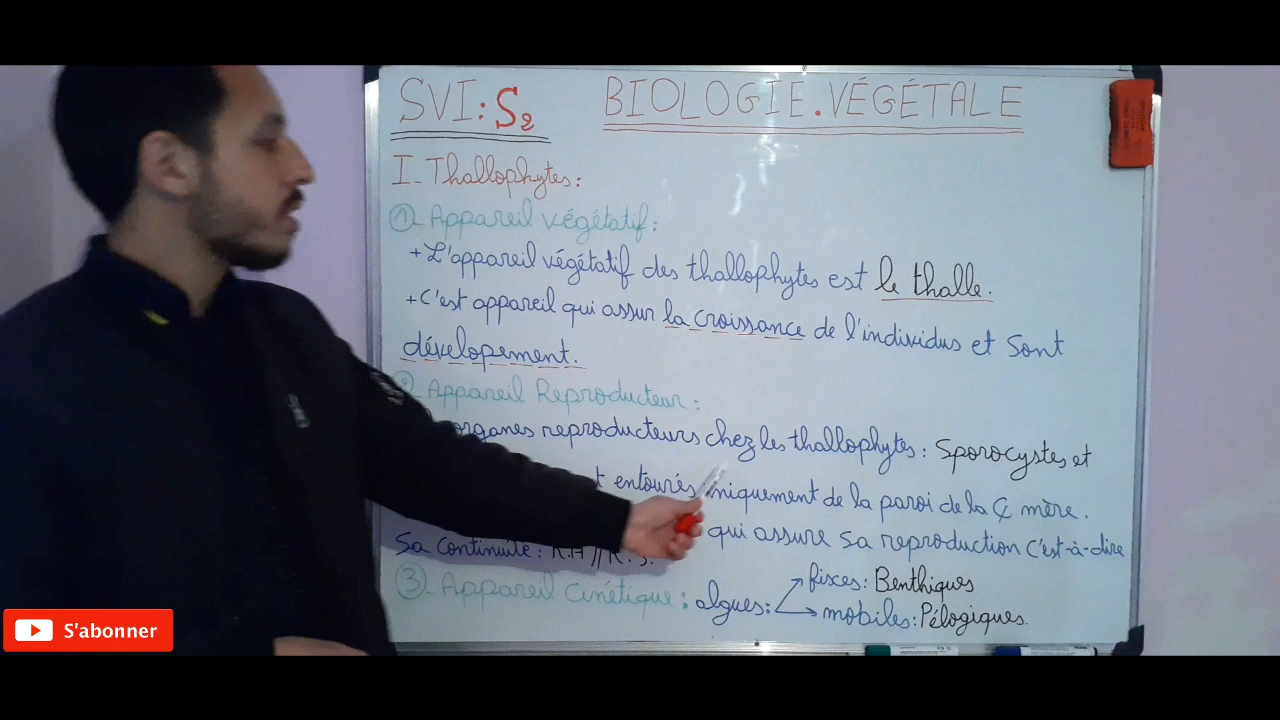 SVI: S2
BIOLOGIE.VÉGÉTALE
I- Thallophytes:
①- Appareil végétatif:
+ L'appareil végétatif des thallophytes est le thalle.
+ C'est appareil qui assur la croissance de l'individus et sont
dévelopement.
Appareil Reproducteur:
organes reproducteurs chez les thallophytes: Sporocystes et
entourés uniquement de la paroi de la Ç mère.
qui assure sa reproduction c'est-à-dire
Sa continuité:
③- Appareil cinétique: algues: fixces: Benthiques
mobiles: Pélogiques.
S'abonner